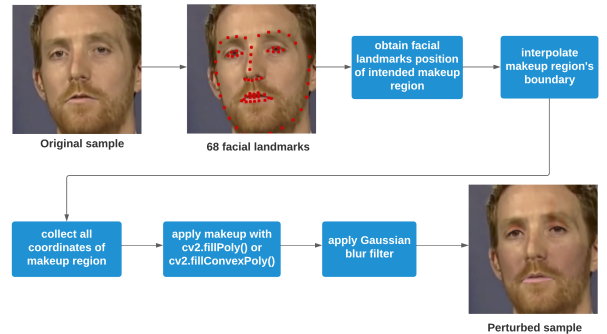 Original sample
68 facial landmarks
obtain facial
landmarks position
of intended makeup
region
interpolate
makeup region's
boundary
collect all
coordinates of
makeup region
apply makeup with
cv2.fillPoly() or
cv2.fillConvexPoly()
apply Gaussian
blur filter
Perturbed sample